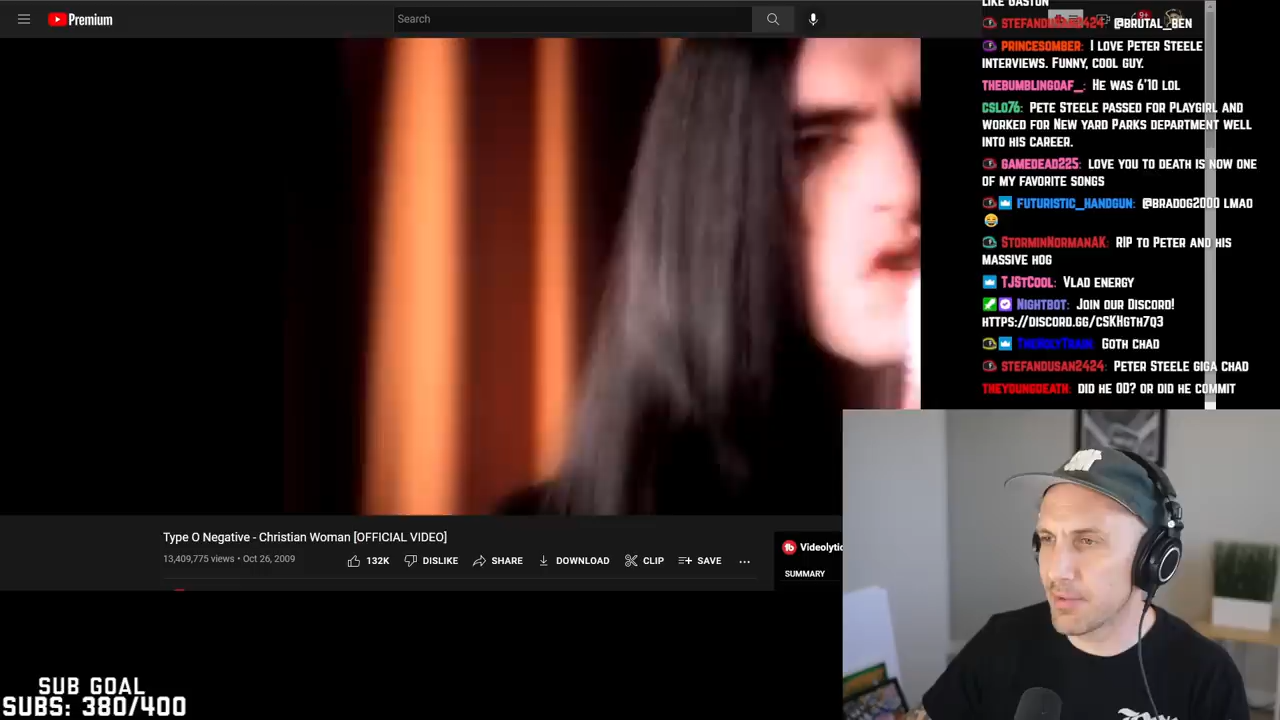 Premium
Search
9+
LIKE GASTON
STEFANDUSAN2424 @BRUTAL_BEN
PRINCESOMBER: I LOVE PETER STEELE
INTERVIEWS. FUNNY, COOL GUY.
THEBUMBLINGOAF_: HE WAS 6'10 LOL
CSLO76: PETE STEELE PASSED FOR PLAYGIRL AND
WORKED FOR NEW YARD PARKS DEPARTMENT WELL
INTO HIS CAREER.
GAMEDEAD225: LOVE YOU TO DEATH IS NOW ONE
OF MY FAVORITE SONGS
FUTURISTIC_HANDGUN: @BRADOG2000 LMAO
STORMINNORMANAK: RIP TO PETER AND HIS
MASSIVE HOG
TJSTCOOL: VLAD ENERGY
NIGHTBOT: JOIN OUR DISCORD!
HTTPS://DISCORD.GG/CSKHGTH7Q3
THEHOLYTRAIN: GOTH CHAD
STEFANDUSAN2424: PETER STEELE GIGA CHAD
THEYOUNGDEATH: DID HE OD? OR DID HE COMMIT
Type O Negative - Christian Woman [OFFICIAL VIDEO]
13,409,775 views • Oct 26, 2009
132K
DISLIKE
SHARE
DOWNLOAD
CLIP
SAVE
Videolytic
SUMMARY
SUB GOAL
SUBS: 380/400